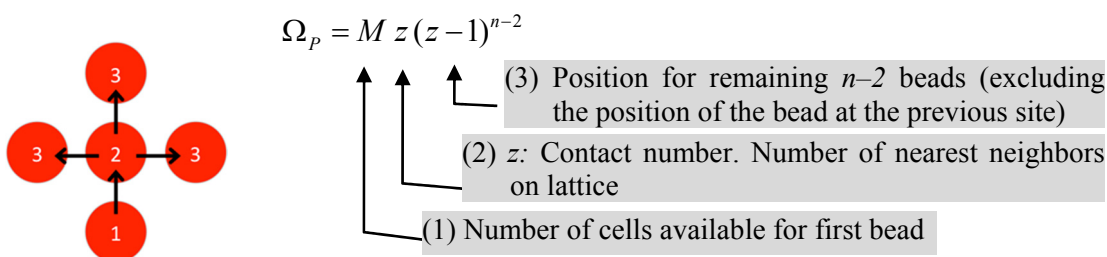 Ω_P = M z (z − 1)^{n−2}
3
(3) Position for remaining n–2 beads (excluding
the position of the bead at the previous site)
3 2 3
(2) z: Contact number. Number of nearest neighbors
on lattice
1
(1) Number of cells available for first bead